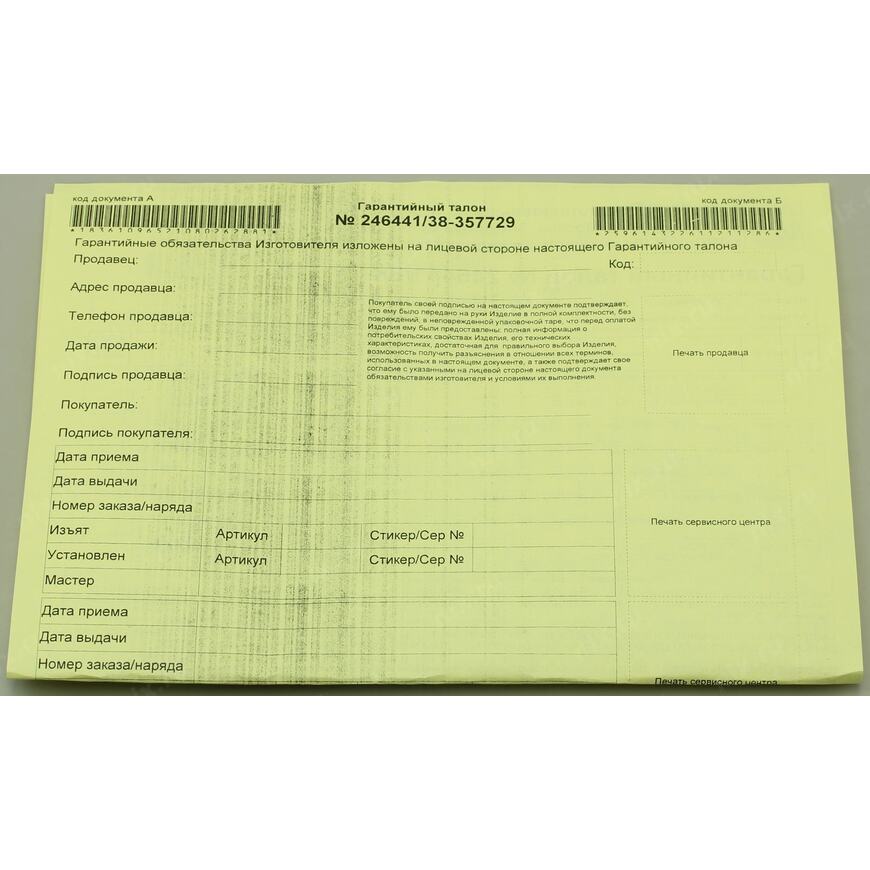 код документа А
код документа Б
Гарантийный талон
№ 246441/38-357729
Гарантийные обязательства Изготовителя изложены на лицевой стороне настоящего Гарантийного талона
Продавец:
Код:
Адрес продавца:
Телефон продавца:
Дата продажи:
Подпись продавца:
Покупатель:
Подпись покупателя:
Покупатель своей подписью на настоящем документе подтверждает,
что ему было передано на руки Изделие в полной комплектности, без
повреждений, в неповрежденной упаковочной таре, что перед оплатой
Изделия ему были предоставлены: полная информация о
потребительских свойствах Изделия, его технических
характеристиках, достаточная для правильного выбора Изделия,
возможность получить разъяснения в отношении всех терминов,
использованных в настоящем документе, а также подтверждает свое
согласие с указанными на лицевой стороне настоящего документа
обязательствами изготовителя и условиями их выполнения.
Печать продавца
Дата приема
Дата выдачи
Номер заказа/наряда
Изъят Артикул Стикер/Сер №
Установлен Артикул Стикер/Сер №
Мастер
Печать сервисного центра
Дата приема
Дата выдачи
Номер заказа/наряда
Печать сервисного центра